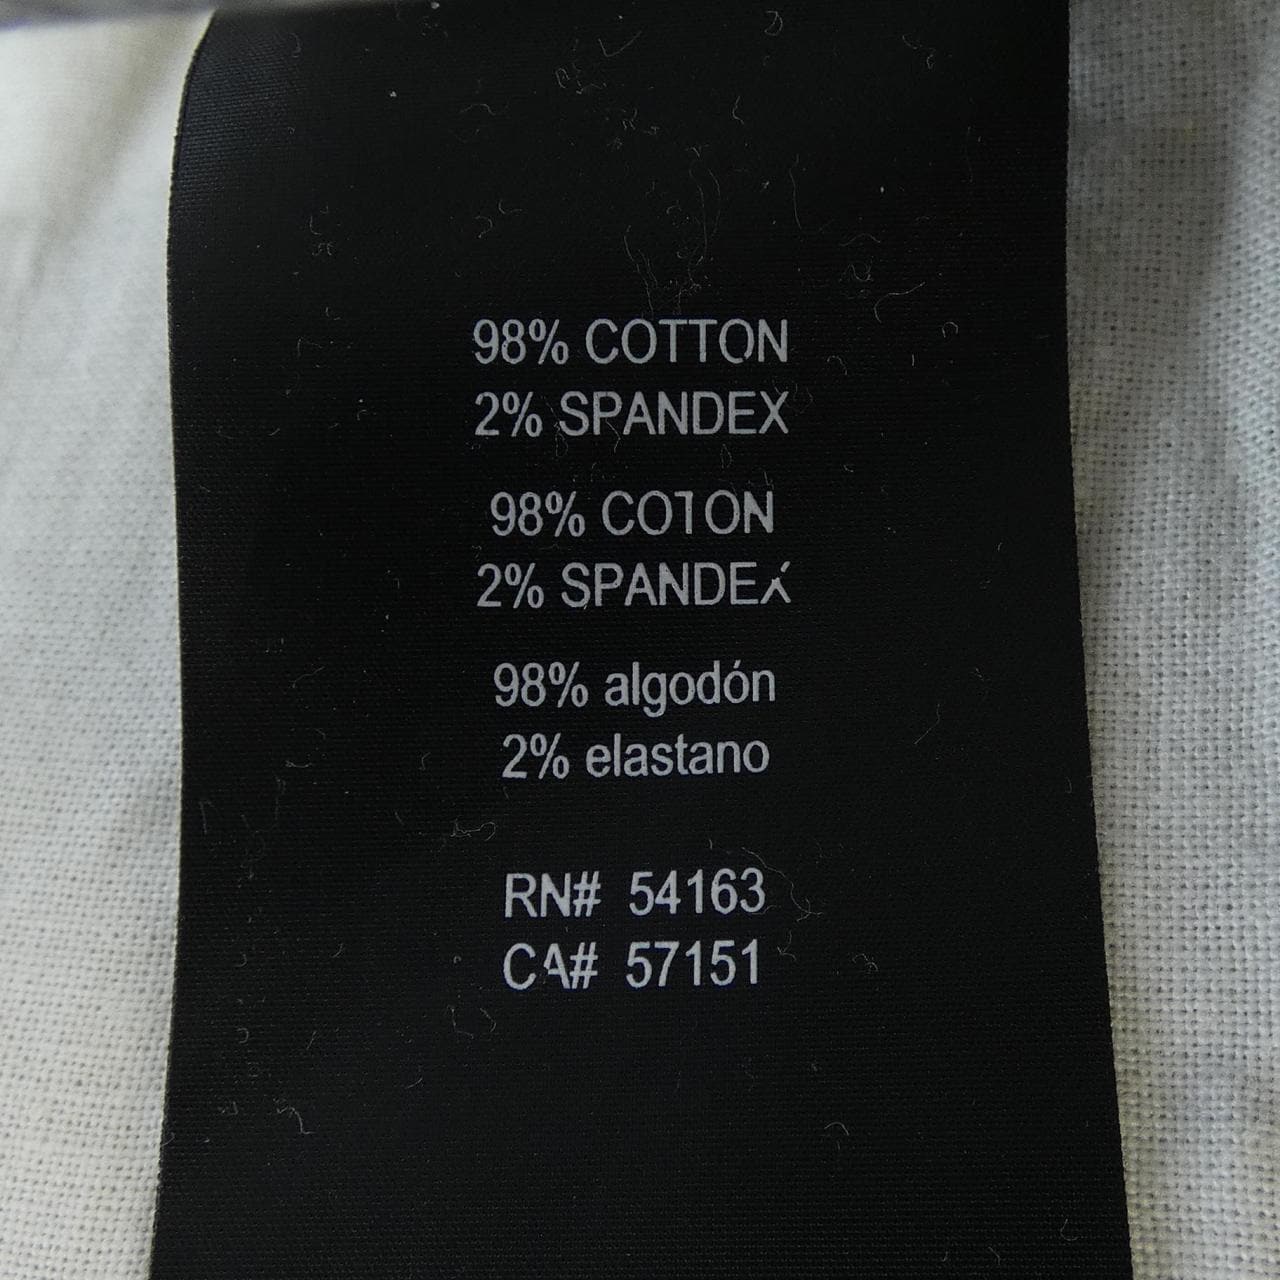 98% COTTON
2% SPANDEX
98% COTON
2% SPANDEX
98% algodón
2% elastano
RN# 54163
CA# 57151